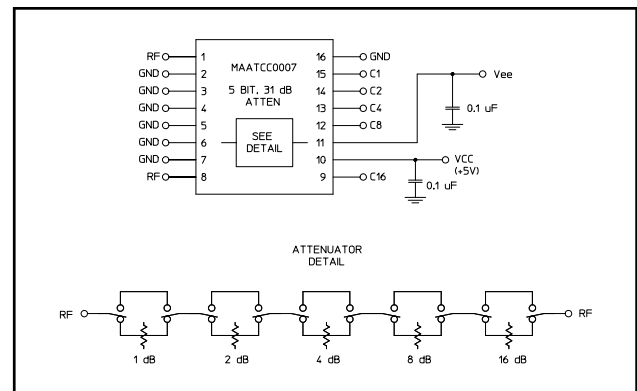 RF 1 MAATCC0007 16 GND
GND 2 15 C1
GND 3 5 BIT, 31 dB 14 C2
GND 4 ATTEN 13 C4
GND 5 12 C8
GND 6 SEE 11 Vee
GND 7 DETAIL 10 VCC
RF 8 9 C16
0.1 uF
(+5V)
0.1 uF
ATTENUATOR
DETAIL
RF RF
1 dB 2 dB 4 dB 8 dB 16 dB